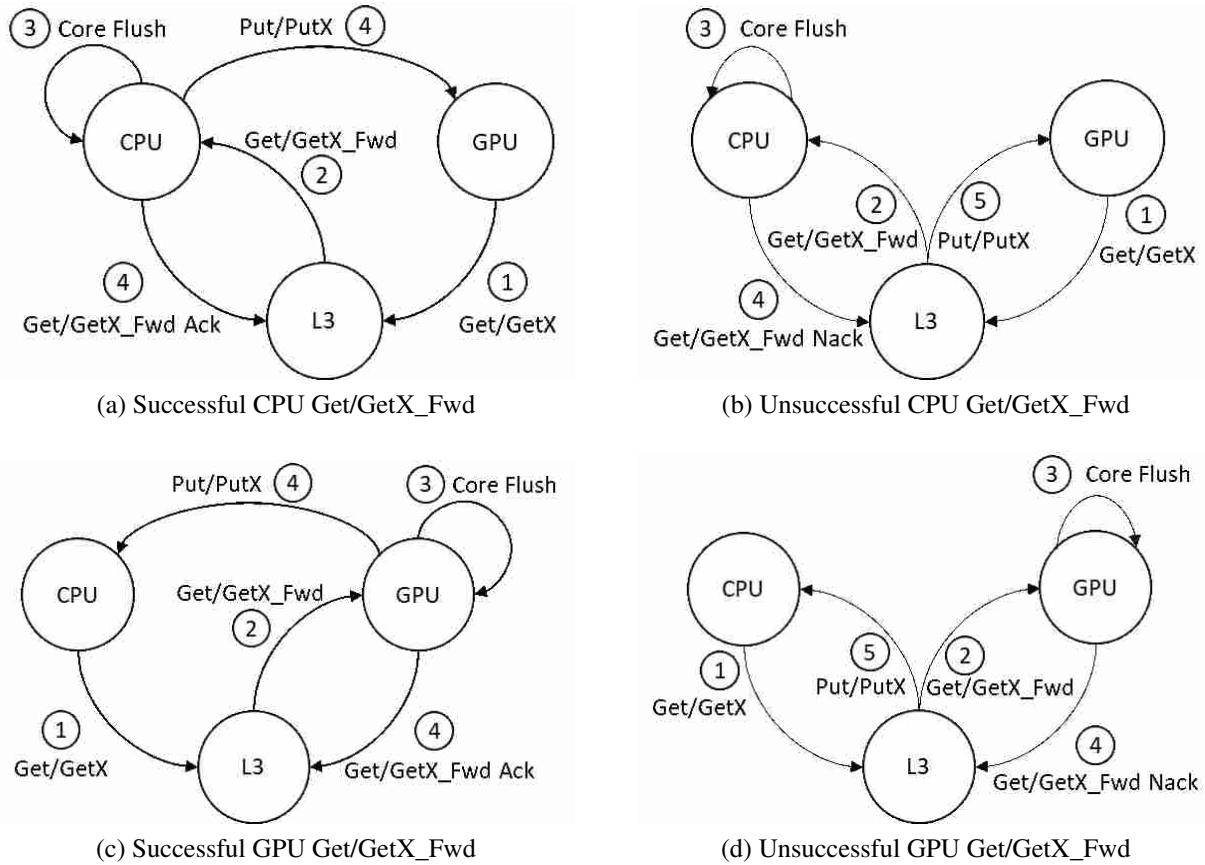 3 Core Flush
Put/PutX 4
CPU
GPU
Get/GetX_Fwd
2
4
Get/GetX_Fwd Ack
L3
1
Get/GetX
(a) Successful CPU Get/GetX_Fwd
3 Core Flush
CPU
GPU
2
Get/GetX_Fwd
5
Put/PutX
1
Get/GetX
4
Get/GetX_Fwd Nack
L3
(b) Unsuccessful CPU Get/GetX_Fwd
Put/PutX 4
3 Core Flush
CPU
GPU
Get/GetX_Fwd
2
1
Get/GetX
L3
4
Get/GetX_Fwd Ack
(c) Successful GPU Get/GetX_Fwd
3 Core Flush
CPU
GPU
1
Get/GetX
5
Put/PutX
2
Get/GetX_Fwd
L3
4
Get/GetX_Fwd Nack
(d) Unsuccessful GPU Get/GetX_Fwd